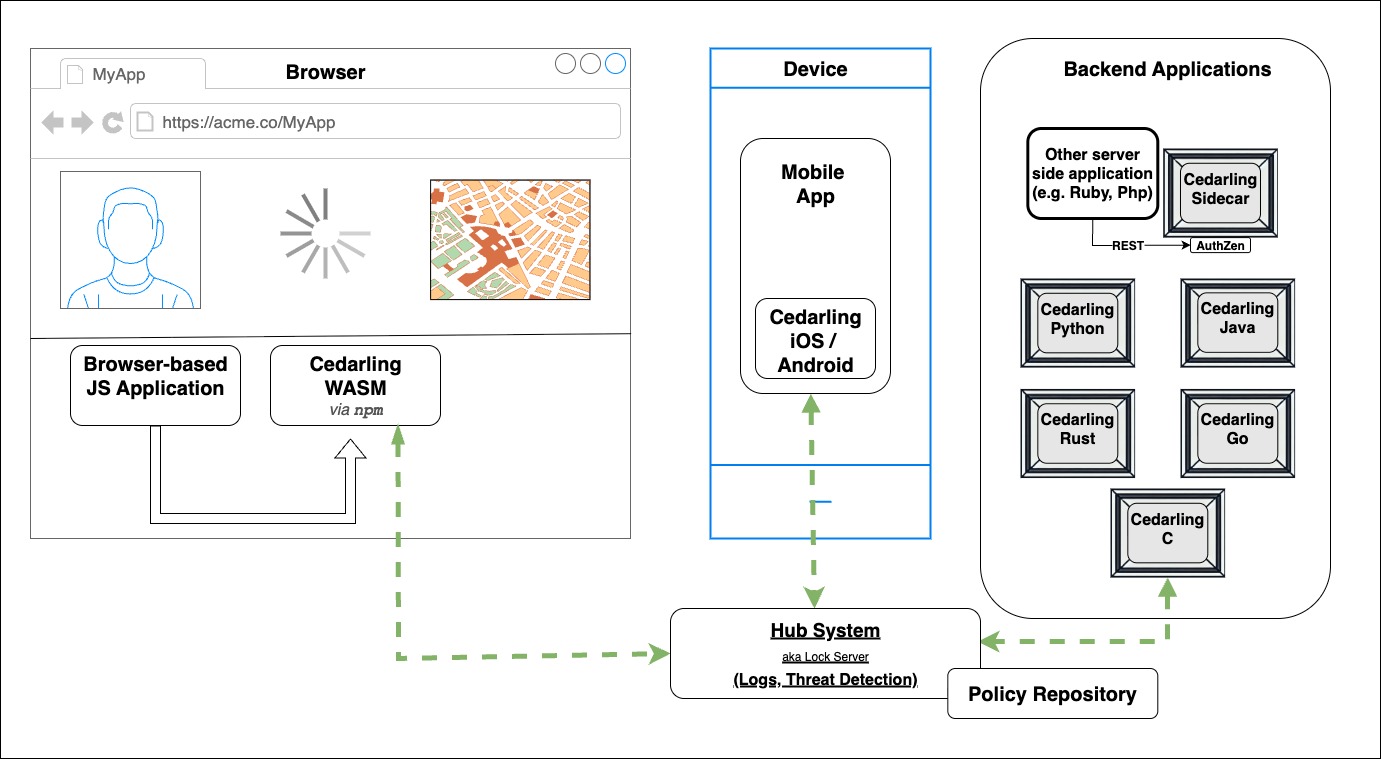 MyApp
Browser
https://acme.co/MyApp
Browser-based
JS Application
Cedarling
WASM
via npm
Device
Mobile
App
Cedarling
iOS /
Android
Backend Applications
Other server
side application
(e.g. Ruby, Php)
Cedarling
Sidecar
REST
AuthZen
Cedarling
Python
Cedarling
Java
Cedarling
Rust
Cedarling
Go
Cedarling
C
Hub System
aka Lock Server
(Logs, Threat Detection)
Policy Repository